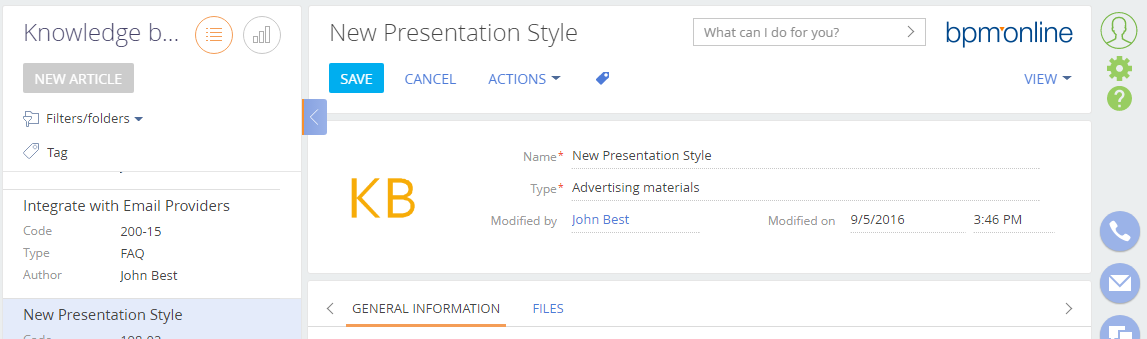 Knowledge b...
NEW ARTICLE
Filters/folders
Tag
Integrate with Email Providers
Code 200-15
Type FAQ
Author John Best
New Presentation Style
New Presentation Style
What can I do for you?
bpm'online
SAVE CANCEL ACTIONS VIEW
?
KB
Name* New Presentation Style
Type* Advertising materials
Modified by John Best Modified on 9/5/2016 3:46 PM
GENERAL INFORMATION FILES